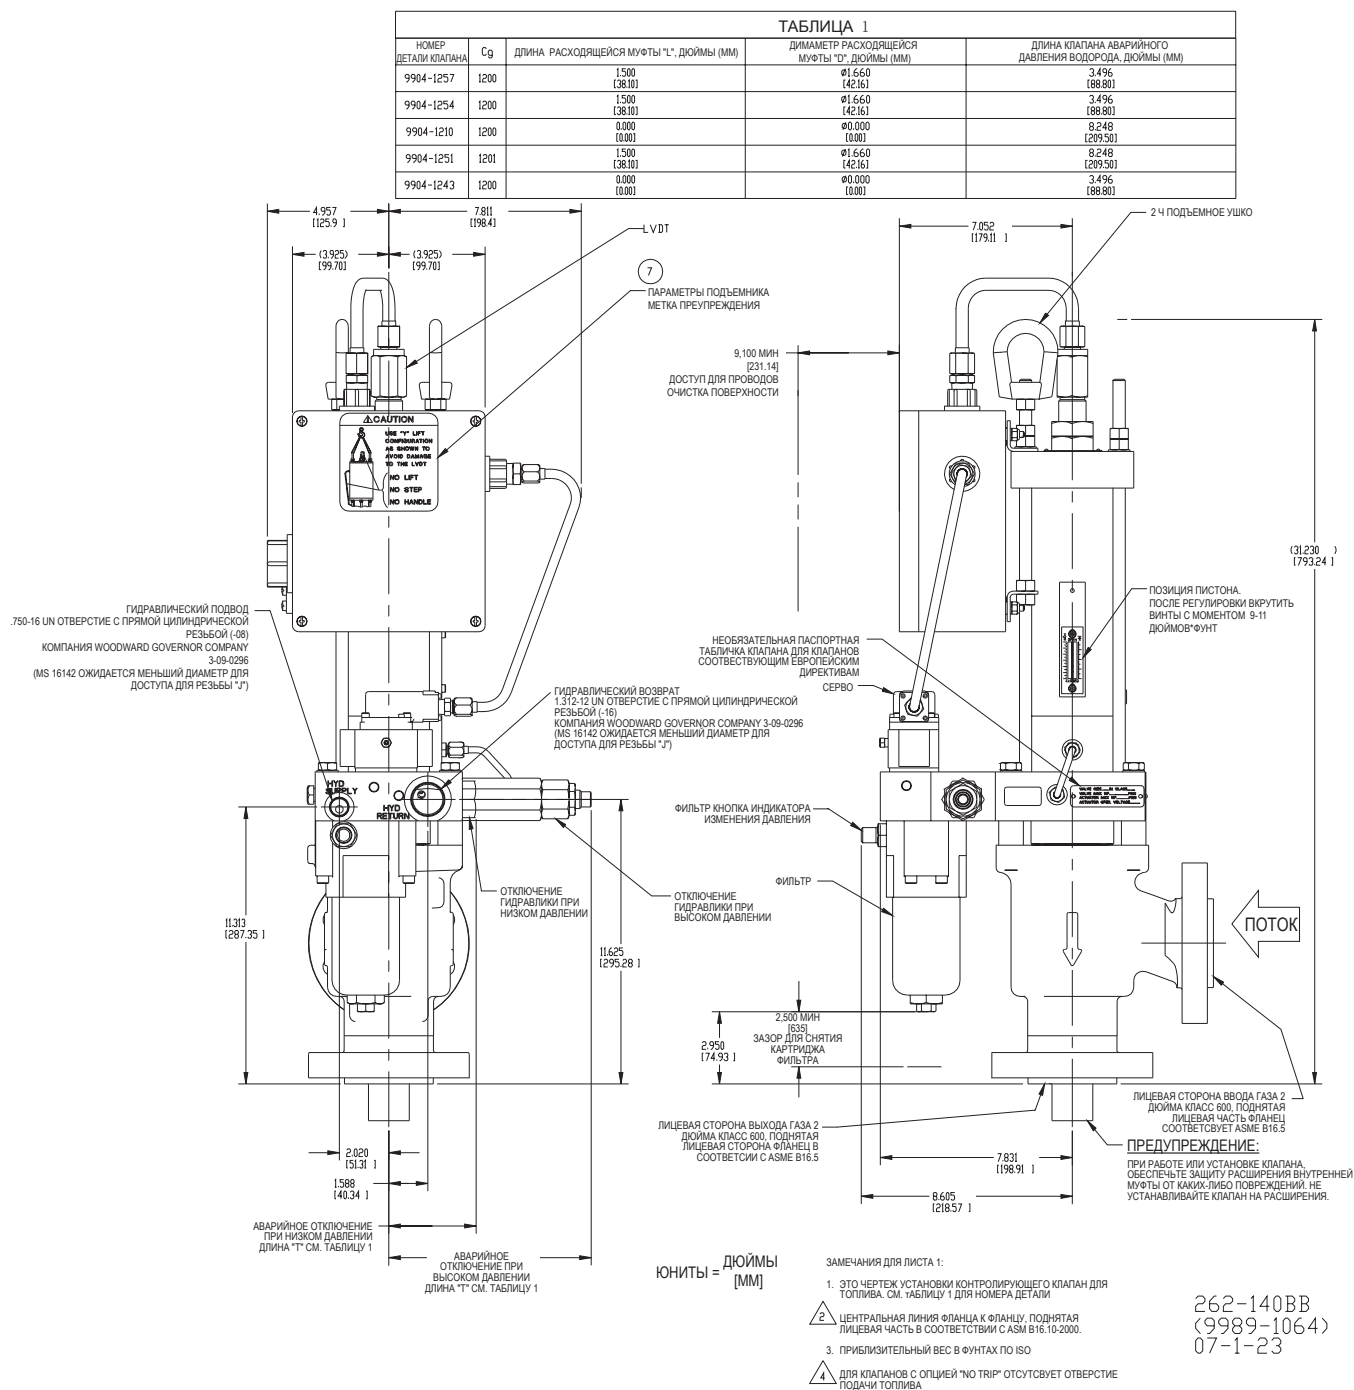 ТАБЛИЦА 1
НОМЕР
ДЕТАЛИ КЛАПАНА
Cg
ДЛИНА РАСХОДЯЩЕЙСЯ МУФТЫ "L", ДЮЙМЫ (ММ)
ДИМАМЕТР РАСХОДЯЩЕЙСЯ
МУФТЫ "D", ДЮЙМЫ (ММ)
ДЛИНА КЛАПАНА АВАРИЙНОГО
ДАВЛЕНИЯ ВОДОРОДА, ДЮЙМЫ (ММ)
9904-1257 1200 1.500 [38.10] Ø1.660 [42.16] 3.496 [88.80]
9904-1254 1200 1.500 [38.10] Ø1.660 [42.16] 3.496 [88.80]
9904-1210 1200 0.000 [0.00] Ø0.000 [0.00] 8.248 [209.50]
9904-1251 1201 1.500 [38.10] Ø1.660 [42.16] 8.248 [209.50]
9904-1243 1200 0.000 [0.00] Ø0.000 [0.00] 3.496 [88.80]
4.957
[125.9 ]
7.811
[198.4]
(3.925)
[99.70]
(3.925)
[99.70]
LVDT
7
ПАРАМЕТРЫ ПОДЪЕМНИКА
МЕТКА ПРЕУПРЕЖДЕНИЯ
CAUTION
USE "Y" LIFT
CONFIGURATION
AS SHOWN TO
AVOID DAMAGE
TO THE LVDT
NO LIFT
NO STEP
NO HANDLE
ГИДРАВЛИЧЕСКИЙ ПОДВОД
.750-16 UN ОТВЕРСТИЕ С ПРЯМОЙ ЦИЛИНДРИЧЕСКОЙ
РЕЗЬБОЙ (-08)
КОМПАНИЯ WOODWARD GOVERNOR COMPANY
3-09-0296
(MS 16142 ОЖИДАЕТСЯ МЕНЬШИЙ ДИАМЕТР ДЛЯ
ДОСТУПА ДЛЯ РЕЗЬБЫ "J")
ГИДРАВЛИЧЕСКИЙ ВОЗВРАТ
1.312-12 UN ОТВЕРСТИЕ С ПРЯМОЙ ЦИЛИНДРИЧЕСКОЙ
РЕЗЬБОЙ (-16)
КОМПАНИЯ WOODWARD GOVERNOR COMPANY 3-09-0296
(MS 16142 ОЖИДАЕТСЯ МЕНЬШИЙ ДИАМЕТР ДЛЯ
ДОСТУПА ДЛЯ РЕЗЬБЫ "J")
HYD
SUPPLY
HYD
RETURN
ОТКЛЮЧЕНИЕ
ГИДРАВЛИКИ ПРИ
НИЗКОМ ДАВЛЕНИИ
ОТКЛЮЧЕНИЕ
ГИДРАВЛИКИ ПРИ
ВЫСОКОМ ДАВЛЕНИИ
11.313
[287.35 ]
11.625
[295.28 ]
2.020
[51.31 ]
1.588
[40.34 ]
АВАРИЙНОЕ ОТКЛЮЧЕНИЕ
ПРИ НИЗКОМ ДАВЛЕНИИ
ДЛИНА "T" СМ. ТАБЛИЦУ 1
АВАРИЙНОЕ
ОТКЛЮЧЕНИЕ ПРИ
ВЫСОКОМ ДАВЛЕНИИ
ДЛИНА "T" СМ. ТАБЛИЦУ 1
7.052
[179.11 ]
2 Ч ПОДЪЕМНОЕ УШКО
9,100 МИН
[231.14]
ДОСТУП ДЛЯ ПРОВОДОВ
ОЧИСТКА ПОВЕРХНОСТИ
(31.230 )
[793.24 ]
ПОЗИЦИЯ ПИСТОНА.
ПОСЛЕ РЕГУЛИРОВКИ ВКРУТИТЬ
ВИНТЫ С МОМЕНТОМ 9-11
ДЮЙМОВ*ФУНТ
НЕОБЯЗАТЕЛЬНАЯ ПАСПОРТНАЯ
ТАБЛИЧКА КЛАПАНА ДЛЯ КЛАПАНОВ
СООТВЕСТВУЮЩИМ ЕВРОПЕЙСКИМ
ДИРЕКТИВАМ
СЕРВО
ФИЛЬТР КНОПКА ИНДИКАТОРА
ИЗМЕНЕНИЯ ДАВЛЕНИЯ
ФИЛЬТР
ПОТОК
2,500 МИН
[635]
ЗАЗОР ДЛЯ СНЯТИЯ
КАРТРИДЖА
ФИЛЬТРА
2.950
[74.93 ]
ЛИЦЕВАЯ СТОРОНА ВЫХОДА ГАЗА 2
ДЮЙМА КЛАСС 600, ПОДНЯТАЯ
ЛИЦЕВАЯ СТОРОНА ФЛАНЕЦ В
СООТВЕТСИИ С ASME B16.5
ЛИЦЕВАЯ СТОРОНА ВВОДА ГАЗА 2
ДЮЙМА КЛАСС 600, ПОДНЯТАЯ
ЛИЦЕВАЯ ЧАСТЬ ФЛАНЕЦ
СООТВЕТСВУЕТ ASME B16.5
7.831
[198.91 ]
8.605
[218.57 ]
ПРЕДУПРЕЖДЕНИЕ:
ПРИ РАБОТЕ ИЛИ УСТАНОВКЕ КЛАПАНА,
ОБЕСПЕЧЬТЕ ЗАЩИТУ РАСШИРЕНИЯ ВНУТРЕННЕЙ
МУФТЫ ОТ КАКИХ-ЛИБО ПОВРЕЖДЕНИЙ. НЕ
УСТАНАВЛИВАЙТЕ КЛАПАН НА РАСШИРЕНИЯ.
ЮНИТЫ = ДЮЙМЫ
[ММ]
ЗАМЕЧАНИЯ ДЛЯ ЛИСТА 1:
1. ЭТО ЧЕРТЕЖ УСТАНОВКИ КОНТРОЛИРУЮЩЕГО КЛАПАН ДЛЯ
ТОПЛИВА. СМ. тАБЛИЦУ 1 ДЛЯ НОМЕРА ДЕТАЛИ
2 ЦЕНТРАЛЬНАЯ ЛИНИЯ ФЛАНЦА К ФЛАНЦУ, ПОДНЯТАЯ
ЛИЦЕВАЯ ЧАСТЬ В СООТВЕТСТВИИ С ASM B16.10-2000.
3. ПРИБЛИЗИТЕЛЬНЫЙ ВЕС В ФУНТАХ ПО ISO
4 ДЛЯ КЛАПАНОВ С ОПЦИЕЙ "NO TRIP" ОТСУТСВУЕТ ОТВЕРСТИЕ
ПОДАЧИ ТОПЛИВА
262-140BB
(9989-1064)
07-1-23